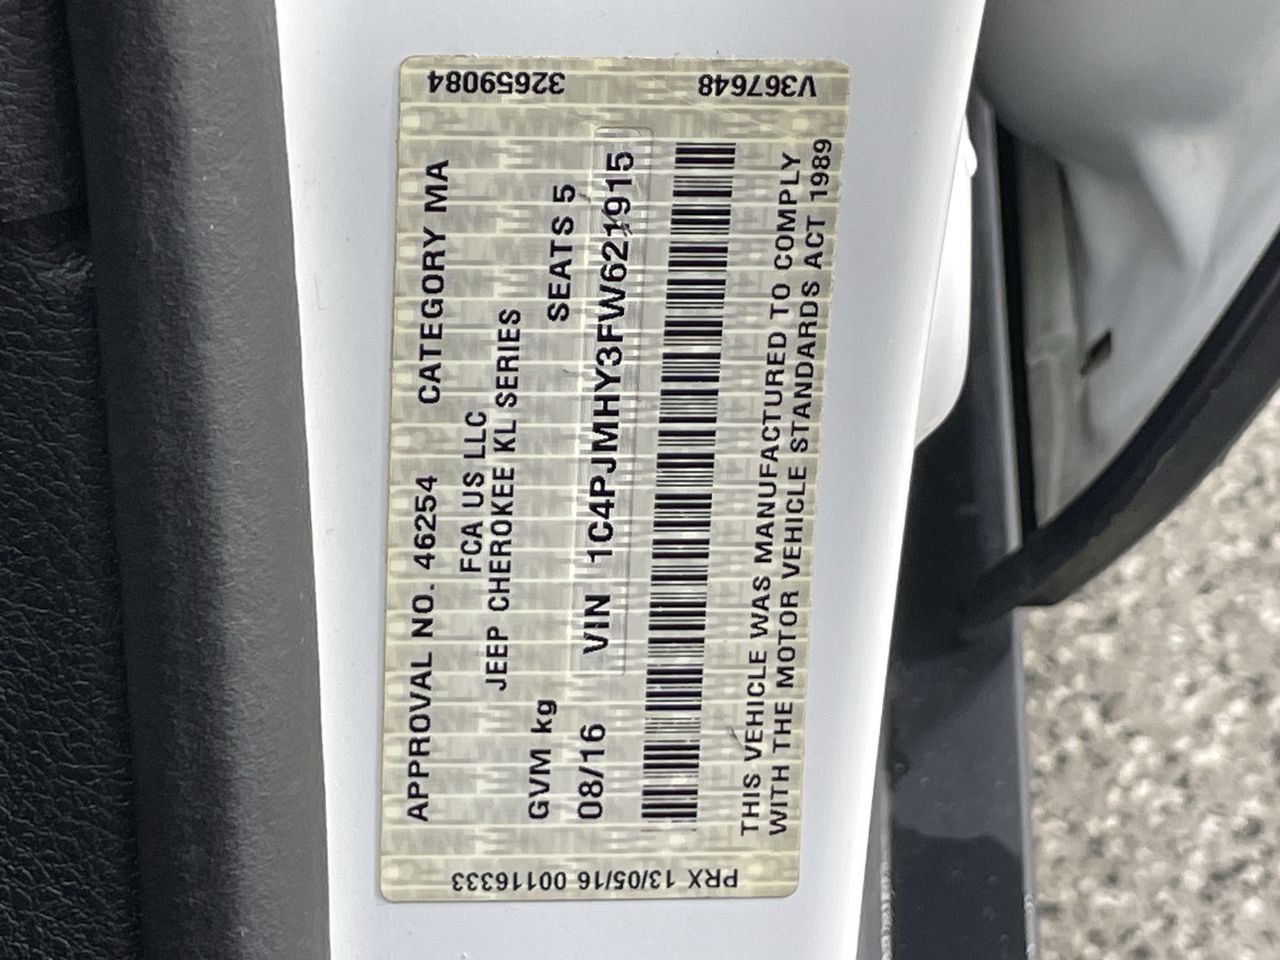 32659084
V367648
APPROVAL NO. 46254 CATEGORY MA
FCA US LLC
JEEP CHEROKEE KL SERIES
GVM kg SEATS 5
08/16 VIN 1C4PJMHY3FW621915
THIS VEHICLE WAS MANUFACTURED TO COMPLY
WITH THE MOTOR VEHICLE STANDARDS ACT 1989
PRX 13/05/16 00116333